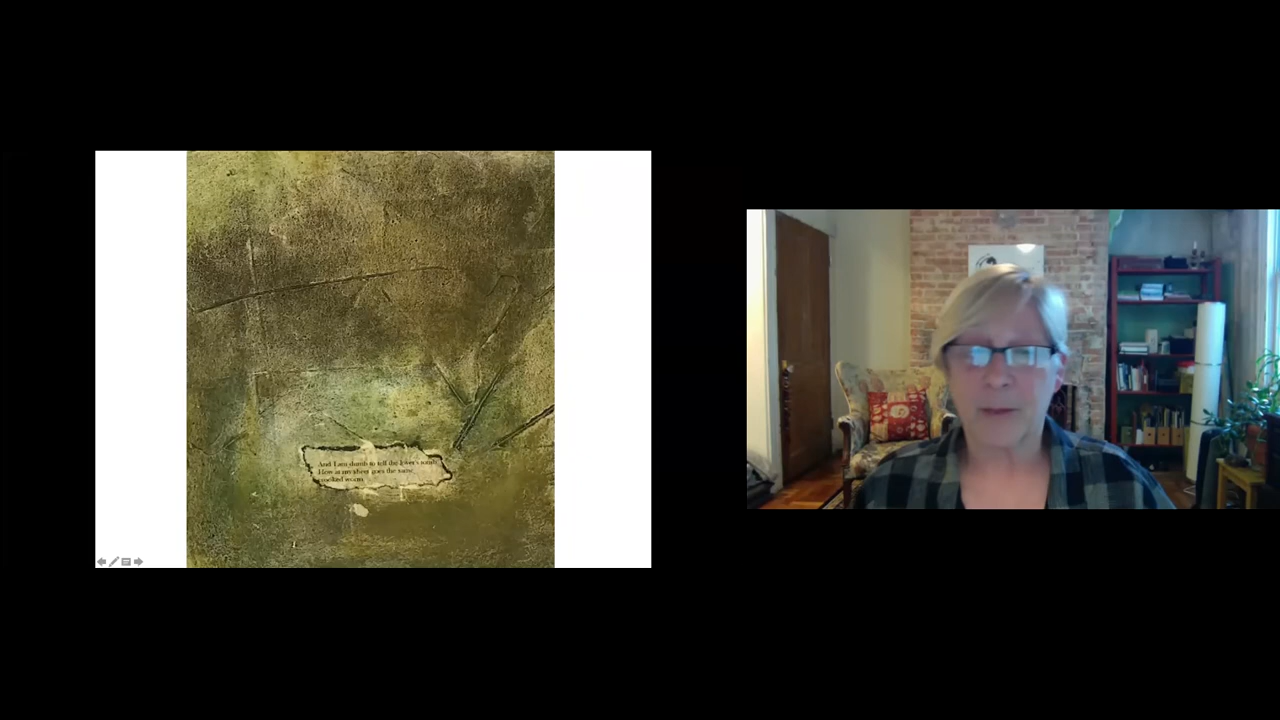 And I am dumb to tell the lover's tomb
How at my sheet goes the same
crooked worm